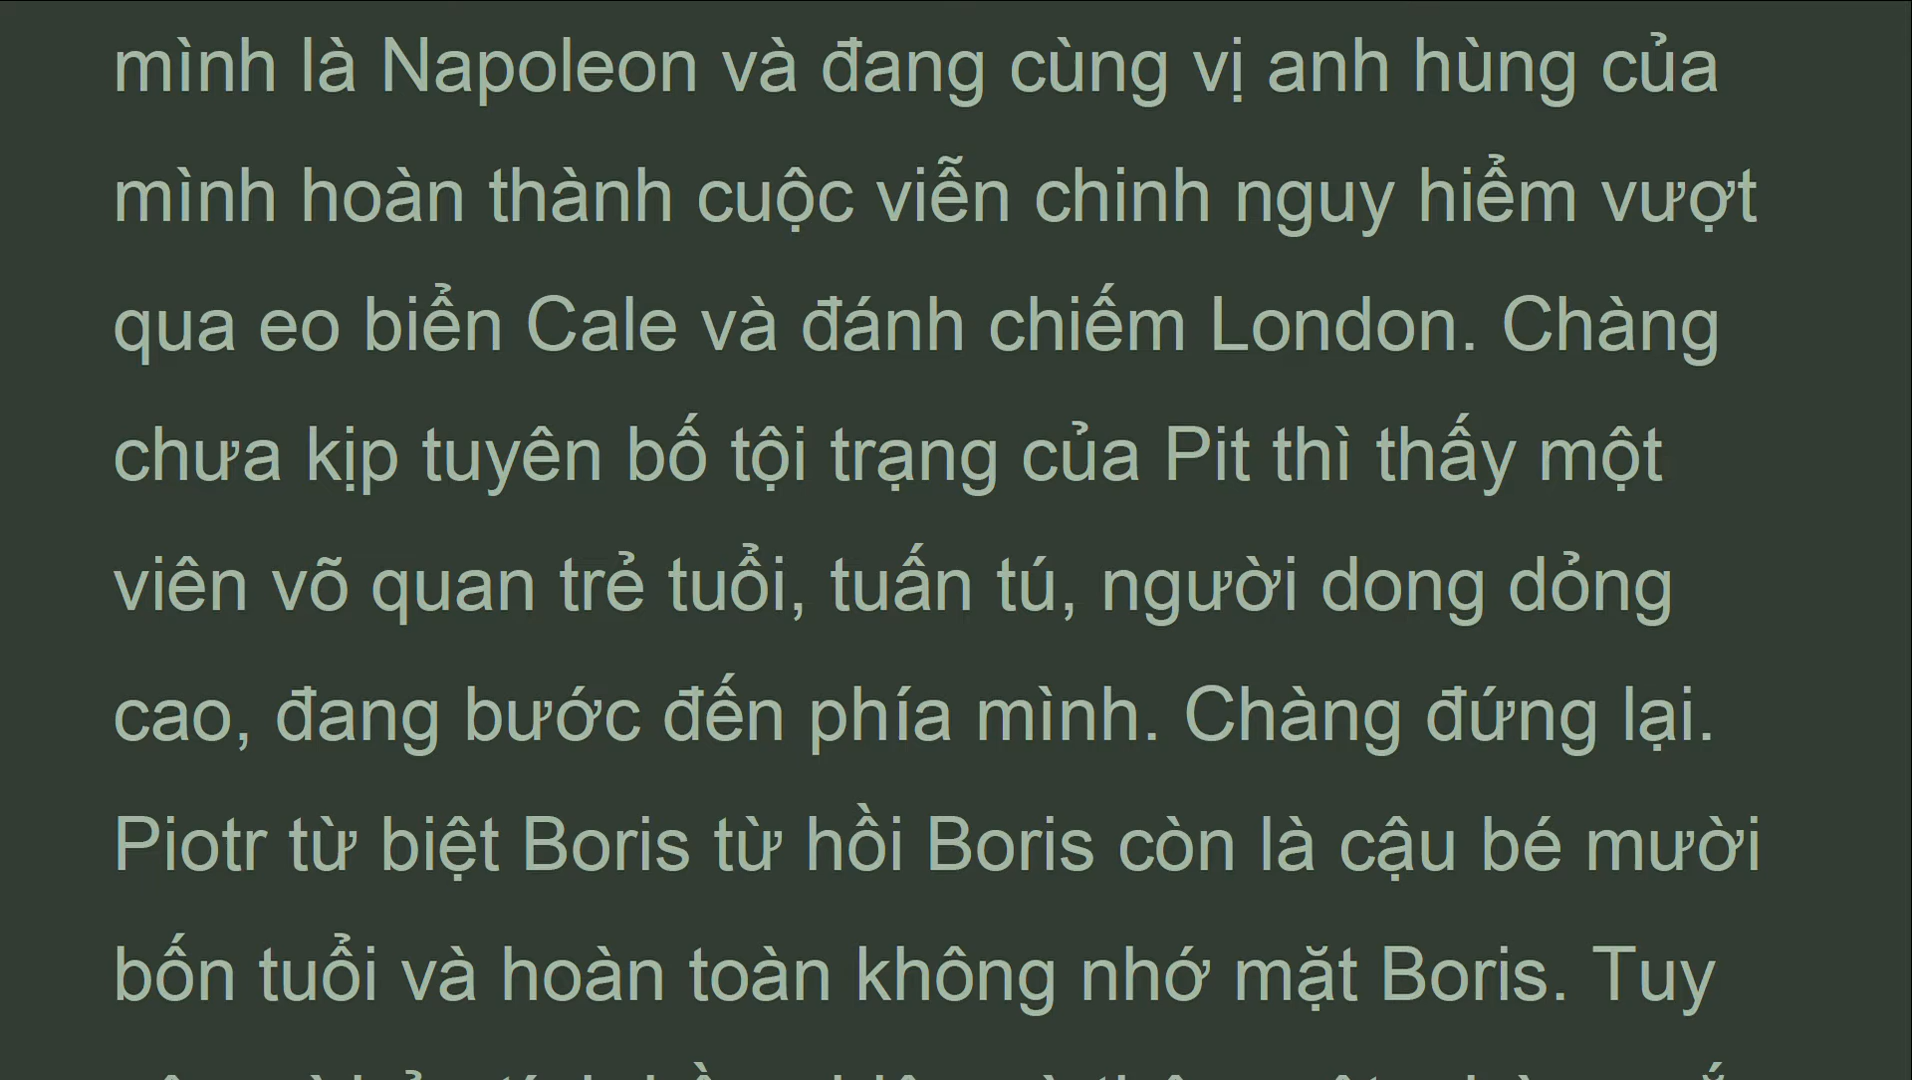 mình là Napoleon và đang cùng vị anh hùng của
mình hoàn thành cuộc viễn chinh nguy hiểm vượt
qua eo biển Cale và đánh chiếm London. Chàng
chưa kịp tuyên bố tội trạng của Pit thì thấy một
viên võ quan trẻ tuổi, tuấn tú, người dong dỏng
cao, đang bước đến phía mình. Chàng đứng lại.
Piotr từ biệt Boris từ hồi Boris còn là cậu bé mười
bốn tuổi và hoàn toàn không nhớ mặt Boris. Tuy